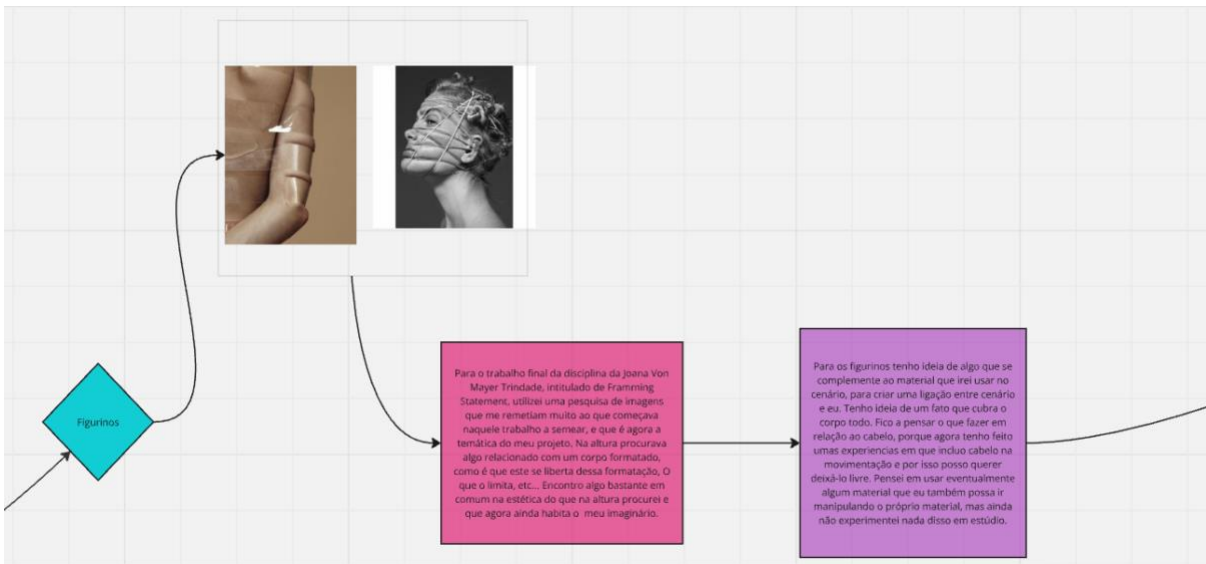 Figurinos
Para o trabalho final da disciplina da Joana Von
Mayer Trindade, intitulado de Framming
Statement, utilizei uma pesquisa de imagens
que me remetiam muito ao que começava
naquele trabalho a semear, e que é agora a
temática do meu projeto. Na altura procurava
algo relacionado com um corpo formatado,
como é que este se liberta dessa formatação, O
que o limita, etc... Encontro algo bastante em
comum na estética do que na altura procurei e
que agora ainda habita o meu imaginário.
Para os figurinos tenho ideia de algo que se
complemente ao material que irei usar no
cenário, para criar uma ligação entre cenário
e eu. Tenho ideia de um fato que cubra o
corpo todo. Fico a pensar o que fazer em
relação ao cabelo, porque agora tenho feito
umas experiencias em que incluo cabelo na
movimentação e por isso posso querer
deixá-lo livre. Pensei em usar eventualmente
algum material que eu também possa ir
manipulando o próprio material, mas ainda
não experimentei nada disso em estúdio.